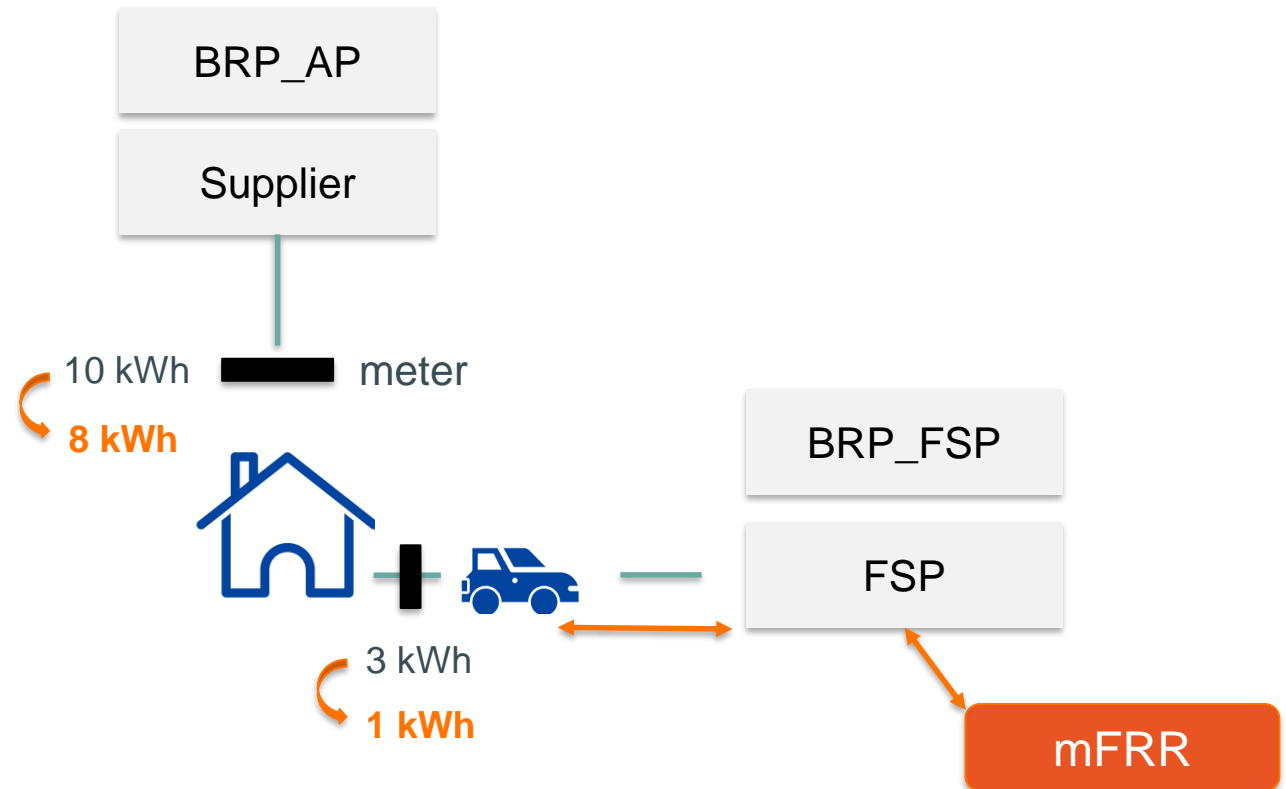 BRP_AP
Supplier
10 kWh
meter
8 kWh
BRP_FSP
FSP
3 kWh
1 kWh
mFRR